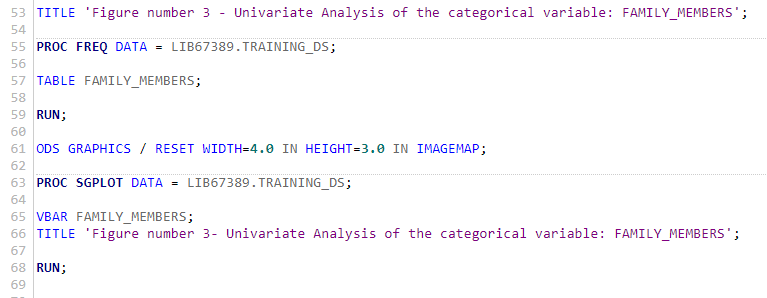 53 TITLE 'Figure number 3 - Univariate Analysis of the categorical variable: FAMILY_MEMBERS';
54
55 PROC FREQ DATA = LIB67389.TRAINING_DS;
56
57 TABLE FAMILY_MEMBERS;
58
59 RUN;
60
61 ODS GRAPHICS / RESET WIDTH=4.0 IN HEIGHT=3.0 IN IMAGEMAP;
62
63 PROC SGPLOT DATA = LIB67389.TRAINING_DS;
64
65 VBAR FAMILY_MEMBERS;
66 TITLE 'Figure number 3- Univariate Analysis of the categorical variable: FAMILY_MEMBERS';
67
68 RUN;
69